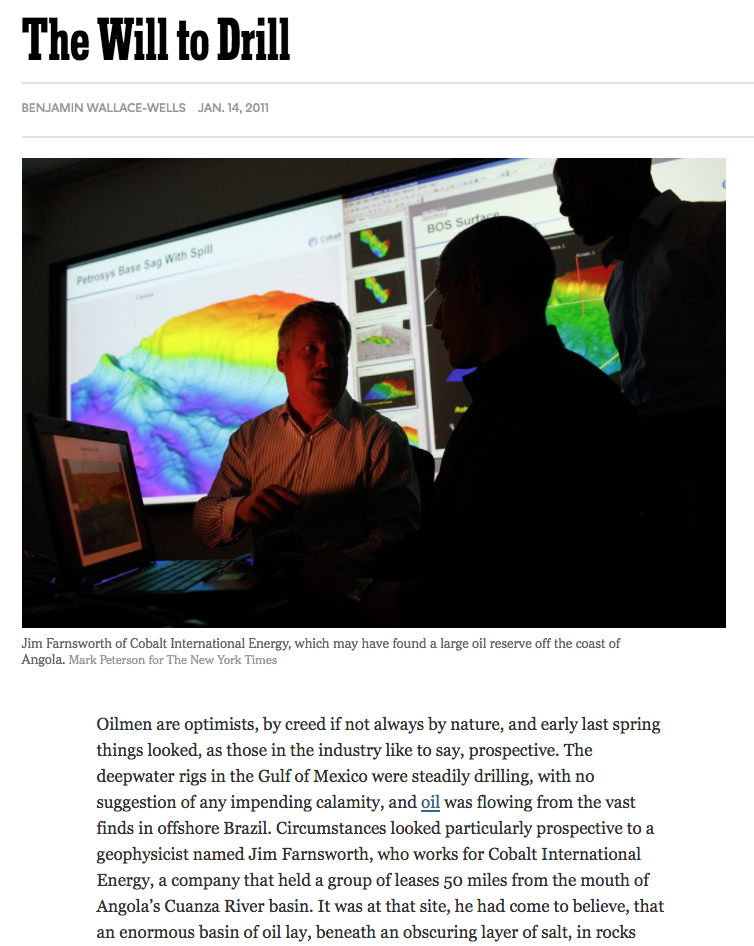 The Will to Drill
BENJAMIN WALLACE-WELLS JAN. 14, 2011
Petrosys Base Sag With Spill
Cobalt
BOS Surface
Jim Farnsworth of Cobalt International Energy, which may have found a large oil reserve off the coast of
Angola. Mark Peterson for The New York Times
Oilmen are optimists, by creed if not always by nature, and early last spring
things looked, as those in the industry like to say, prospective. The
deepwater rigs in the Gulf of Mexico were steadily drilling, with no
suggestion of any impending calamity, and oil was flowing from the vast
finds in offshore Brazil. Circumstances looked particularly prospective to a
geophysicist named Jim Farnsworth, who works for Cobalt International
Energy, a company that held a group of leases 50 miles from the mouth of
Angola’s Cuanza River basin. It was at that site, he had come to believe, that
an enormous basin of oil lay, beneath an obscuring layer of salt, in rocks